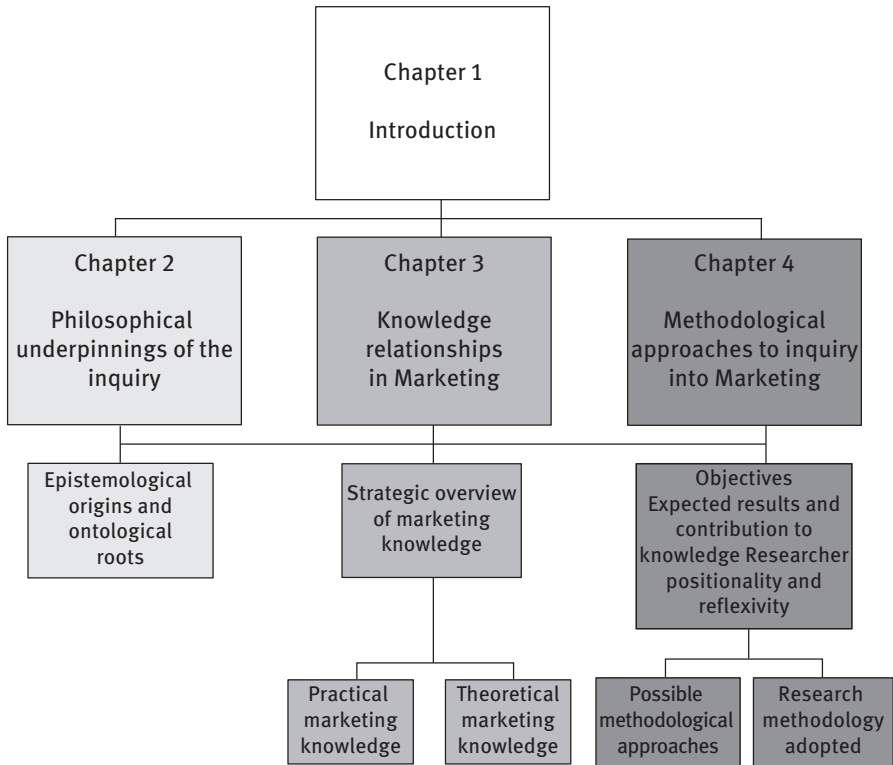 Chapter 1
Introduction
Chapter 2
Philosophical
underpinnings of the
inquiry
Chapter 3
Knowledge
relationships
in Marketing
Chapter 4
Methodological
approaches to inquiry
into Marketing
Epistemological
origins and
ontological
roots
Strategic overview
of marketing
knowledge
Objectives
Expected results and
contribution to
knowledge Researcher
positionality and
reflexivity
Practical
marketing
knowledge
Theoretical
marketing
knowledge
Possible
methodological
approaches
Research
methodology
adopted